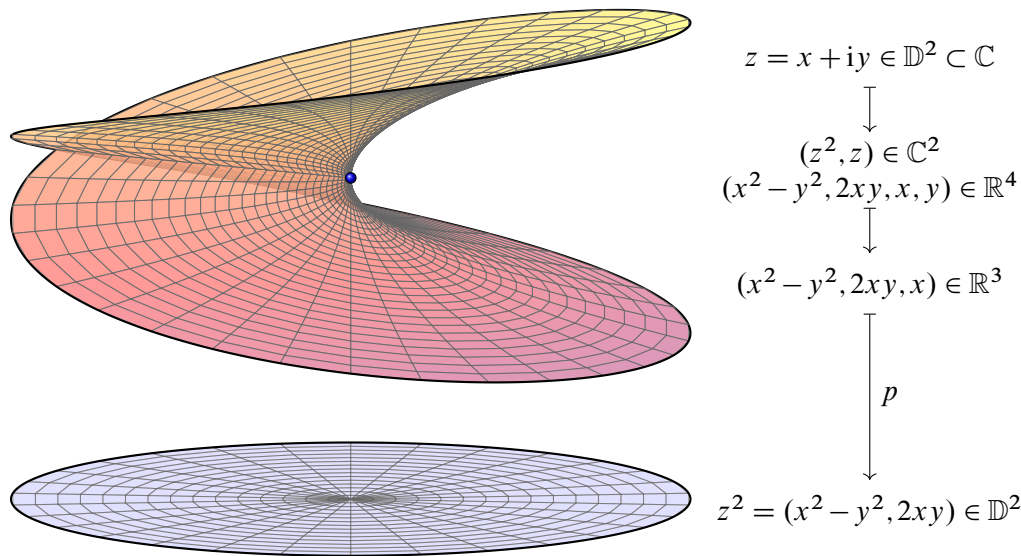 z = x + iy ∈ 𝔻² ⊂ ℂ
(z², z) ∈ ℂ²
(x² − y², 2xy, x, y) ∈ ℝ⁴
(x² − y², 2xy, x) ∈ ℝ³
p
z² = (x² − y², 2xy) ∈ 𝔻²